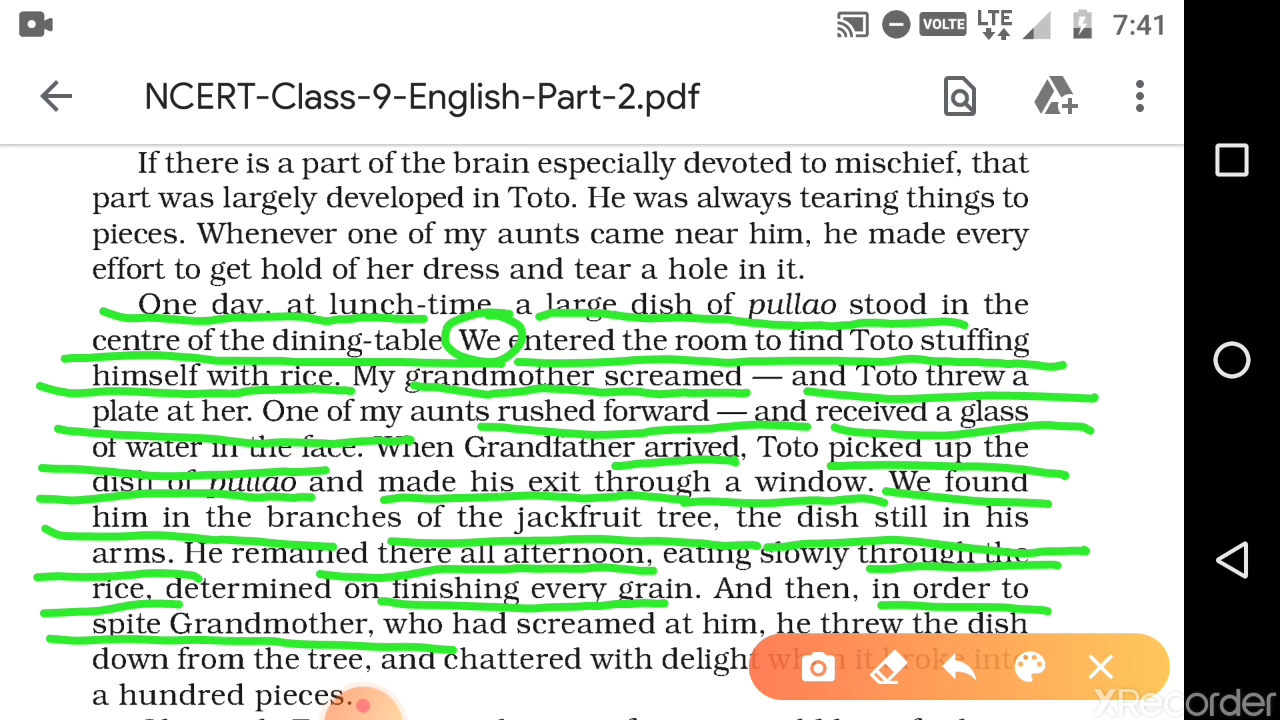 VOLTE LTE 7:41
NCERT-Class-9-English-Part-2.pdf
If there is a part of the brain especially devoted to mischief, that
part was largely developed in Toto. He was always tearing things to
pieces. Whenever one of my aunts came near him, he made every
effort to get hold of her dress and tear a hole in it.
One day, at lunch-time, a large dish of pullao stood in the
centre of the dining-table. We entered the room to find Toto stuffing
himself with rice. My grandmother screamed — and Toto threw a
plate at her. One of my aunts rushed forward — and received a glass
of water in the face. When Grandfather arrived, Toto picked up the
dish of pullao and made his exit through a window. We found
him in the branches of the jackfruit tree, the dish still in his
arms. He remained there all afternoon, eating slowly through the
rice, determined on finishing every grain. And then, in order to
spite Grandmother, who had screamed at him, he threw the dish
down from the tree, and chattered with delight when it broke into
a hundred pieces.
XRecorder